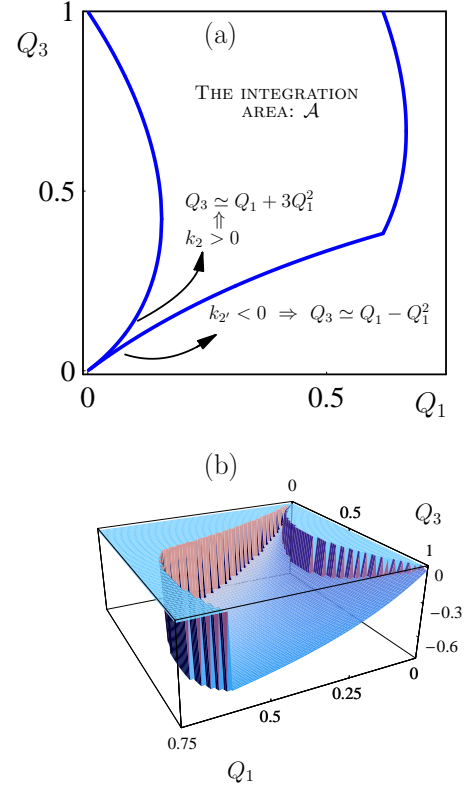 (a)
1
Q₃
THE INTEGRATION
AREA: 𝒜
0.5
Q₃ ≃ Q₁ + 3Q₁²
⇑
k₂ > 0
k₂′ < 0 ⇒ Q₃ ≃ Q₁ − Q₁²
0
0
0.5
Q₁
(b)
0
0.5
Q₃
1
0
−0.3
−0.6
0
0.25
0.5
0.75
Q₁